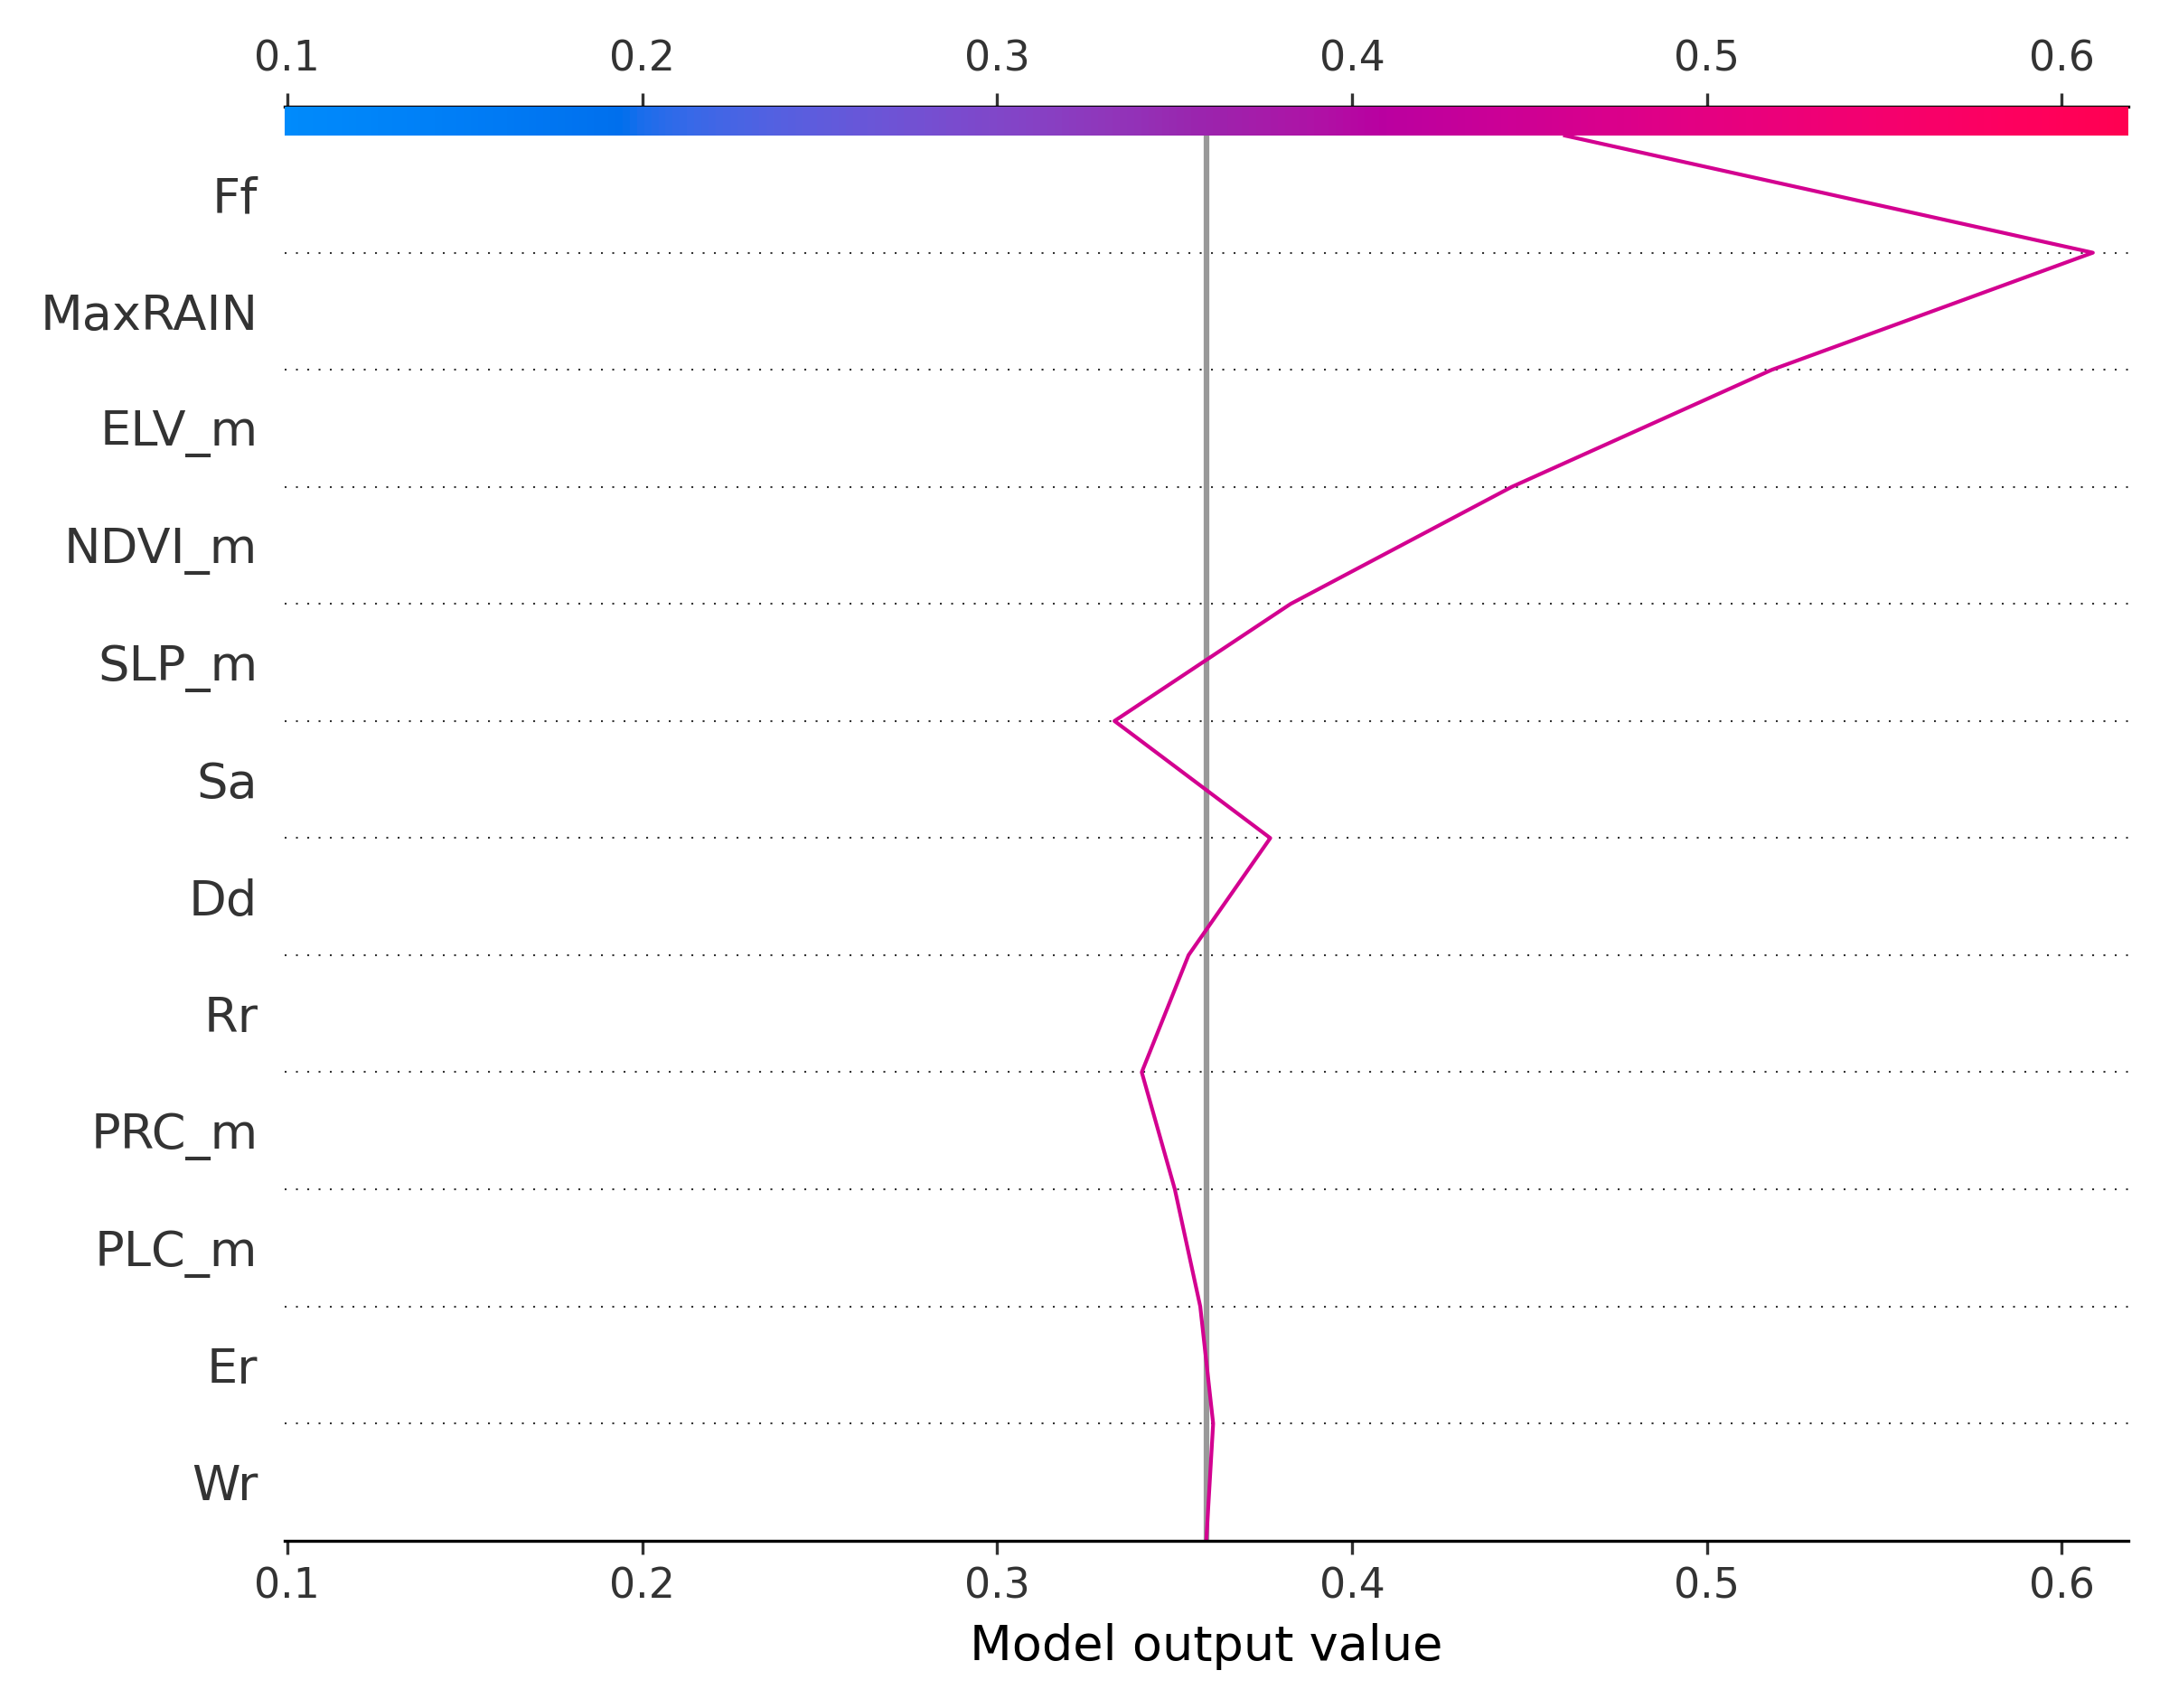 0.1 0.2 0.3 0.4 0.5 0.6
Ff
MaxRAIN
ELV_m
NDVI_m
SLP_m
Sa
Dd
Rr
PRC_m
PLC_m
Er
Wr
0.1 0.2 0.3 0.4 0.5 0.6
Model output value